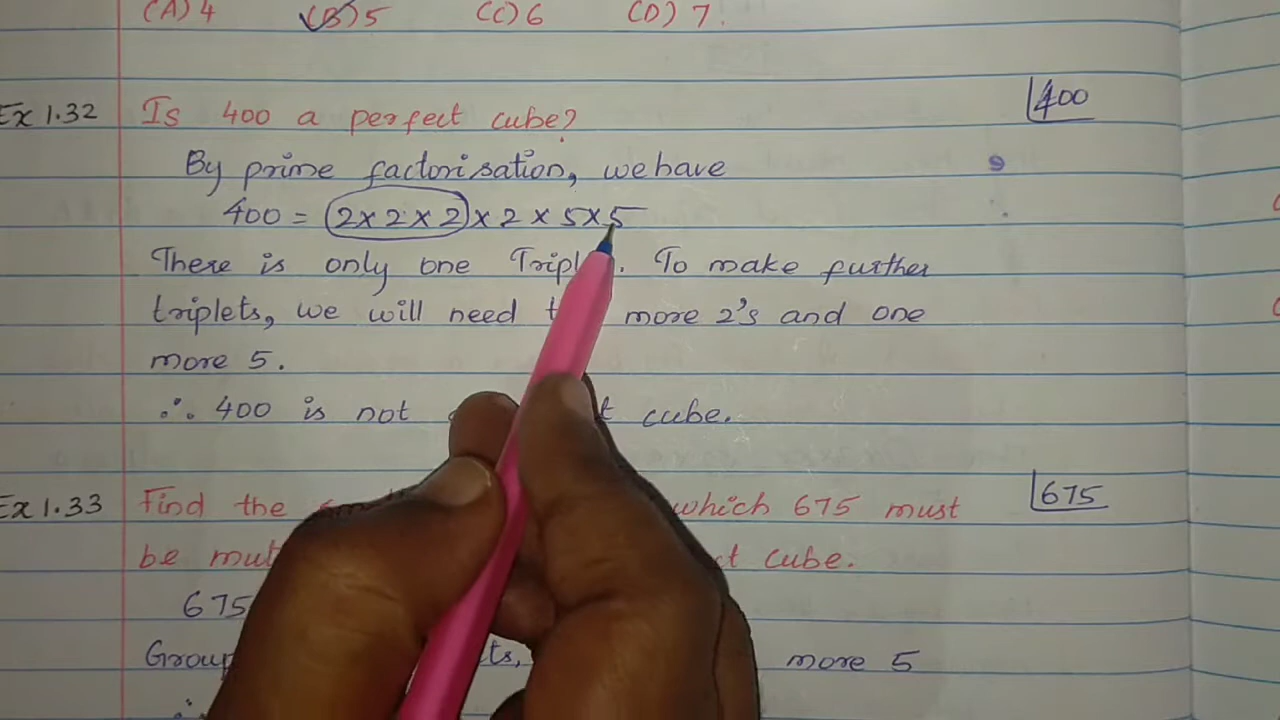 (A) 4 (B) 5 (C) 6 (D) 7.
Ex 1.32 Is 400 a perfect cube?
400
By prime factorisation, we have
400 = 2 × 2 × 2 × 2 × 5 × 5
There is only one To make further
triplets, we will need more 2's and one
more 5.
∴ 400 is not cube.
Ex 1.33 Find the which 675 must
675
be cube.
675
more 5
∴